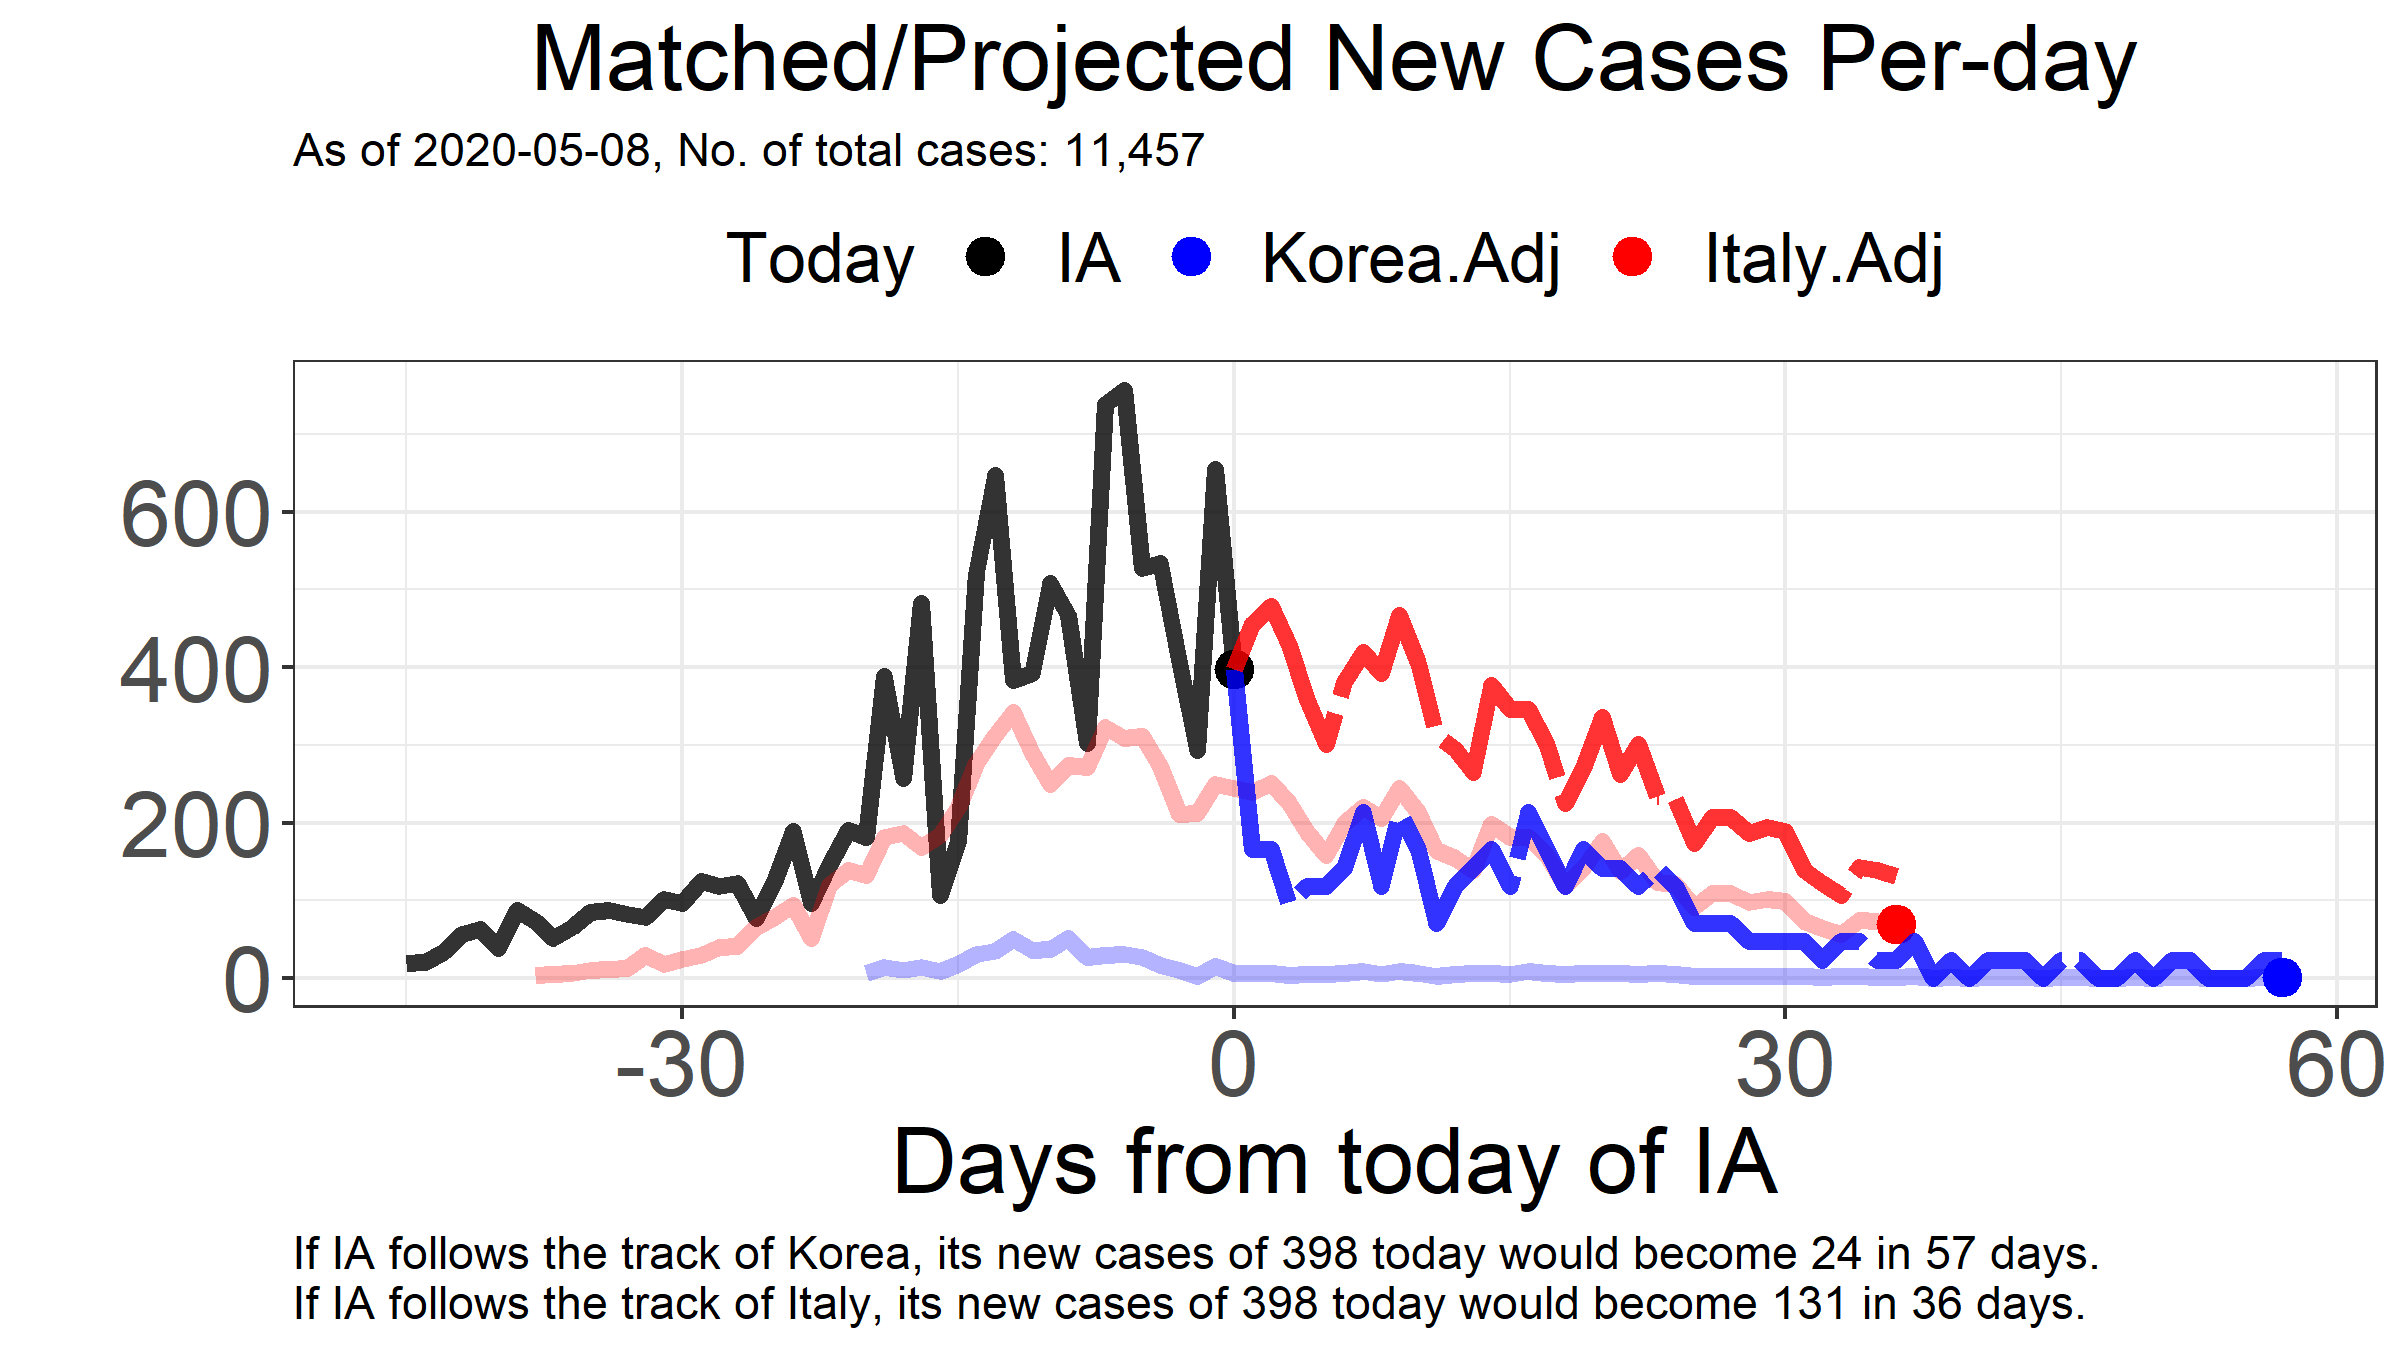 Matched/Projected New Cases Per-day
As of 2020-05-08, No. of total cases: 11,457
Today IA Korea.Adj Italy.Adj
600
400
200
0
-30 0 30 60
Days from today of IA
If IA follows the track of Korea, its new cases of 398 today would become 24 in 57 days.
If IA follows the track of Italy, its new cases of 398 today would become 131 in 36 days.